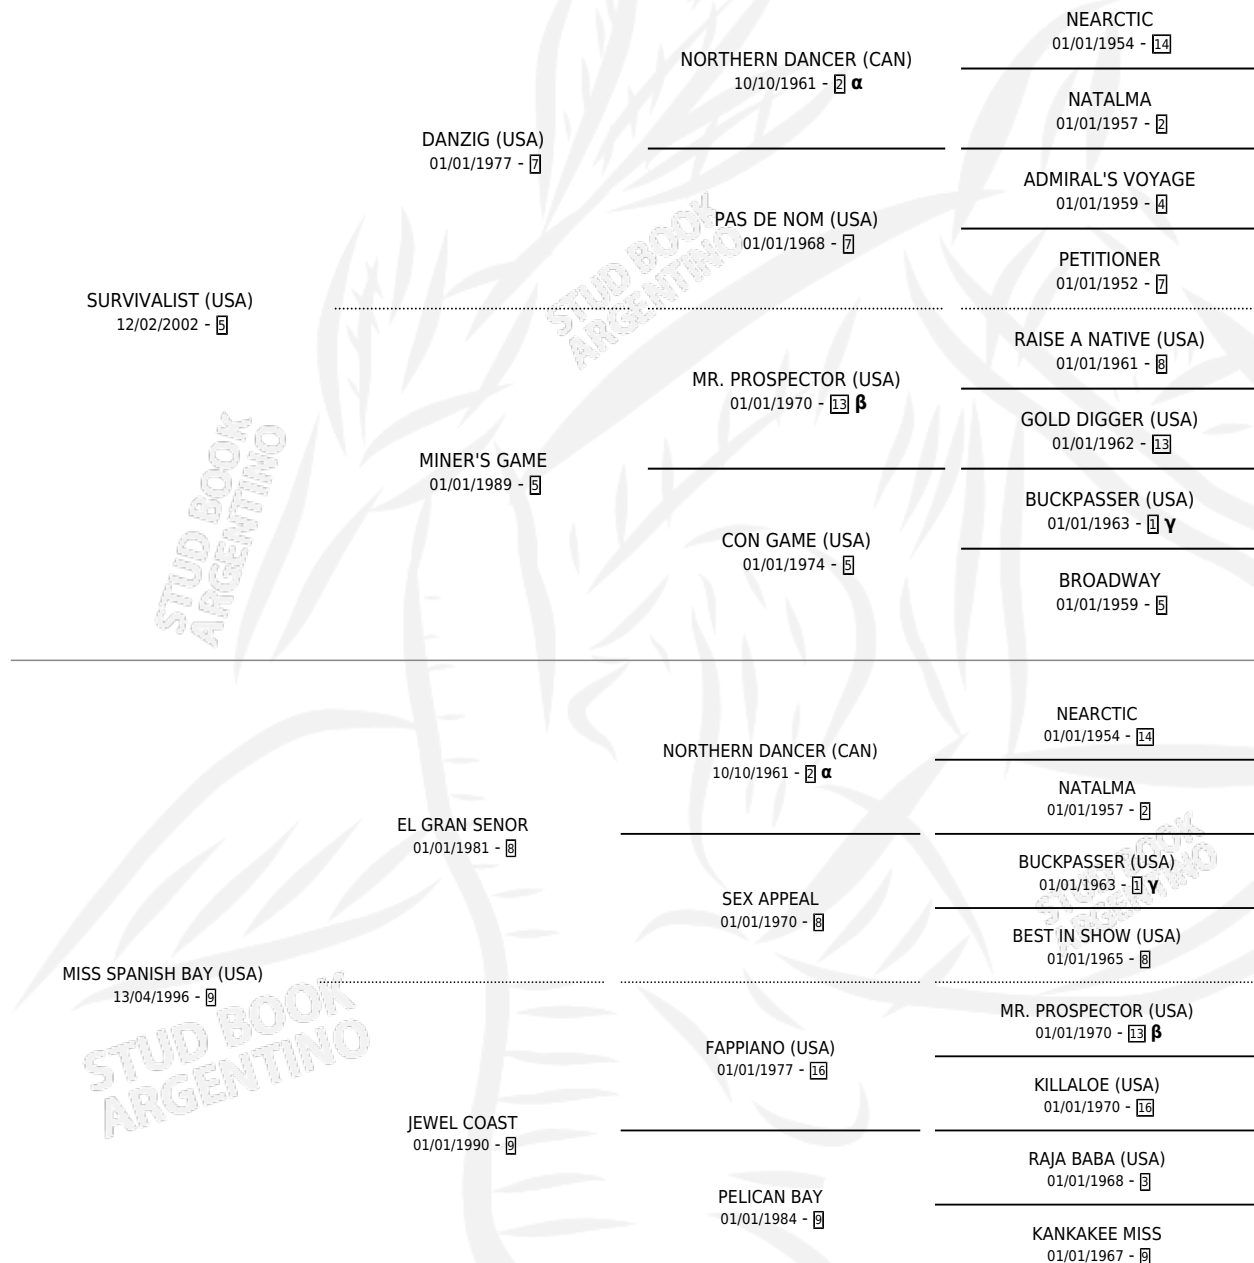 NEARCTIC
01/01/1954 - 14
NORTHERN DANCER (CAN)
10/10/1961 - 2 α
NATALMA
01/01/1957 - 2
DANZIG (USA)
01/01/1977 - 7
ADMIRAL'S VOYAGE
01/01/1959 - 4
PAS DE NOM (USA)
01/01/1968 - 7
PETITIONER
01/01/1952 - 7
SURVIVALIST (USA)
12/02/2002 - 5
RAISE A NATIVE (USA)
01/01/1961 - 8
MR. PROSPECTOR (USA)
01/01/1970 - 13 β
GOLD DIGGER (USA)
01/01/1962 - 13
MINER'S GAME
01/01/1989 - 5
BUCKPASSER (USA)
01/01/1963 - 1 γ
CON GAME (USA)
01/01/1974 - 5
BROADWAY
01/01/1959 - 5
NEARCTIC
01/01/1954 - 14
NORTHERN DANCER (CAN)
10/10/1961 - 2 α
NATALMA
01/01/1957 - 2
EL GRAN SENOR
01/01/1981 - 8
BUCKPASSER (USA)
01/01/1963 - 1 γ
SEX APPEAL
01/01/1970 - 8
BEST IN SHOW (USA)
01/01/1965 - 8
MISS SPANISH BAY (USA)
13/04/1996 - 9
MR. PROSPECTOR (USA)
01/01/1970 - 13 β
FAPPIANO (USA)
01/01/1977 - 16
KILLALOE (USA)
01/01/1970 - 16
JEWEL COAST
01/01/1990 - 9
RAJA BABA (USA)
01/01/1968 - 3
PELICAN BAY
01/01/1984 - 9
KANKAKEE MISS
01/01/1967 - 9
STUD BOOK
ARGENTINO
STUD BOOK
ARGENTINO
STUD BOOK
ARGENTINO
STUD BOOK
ARGENTINO